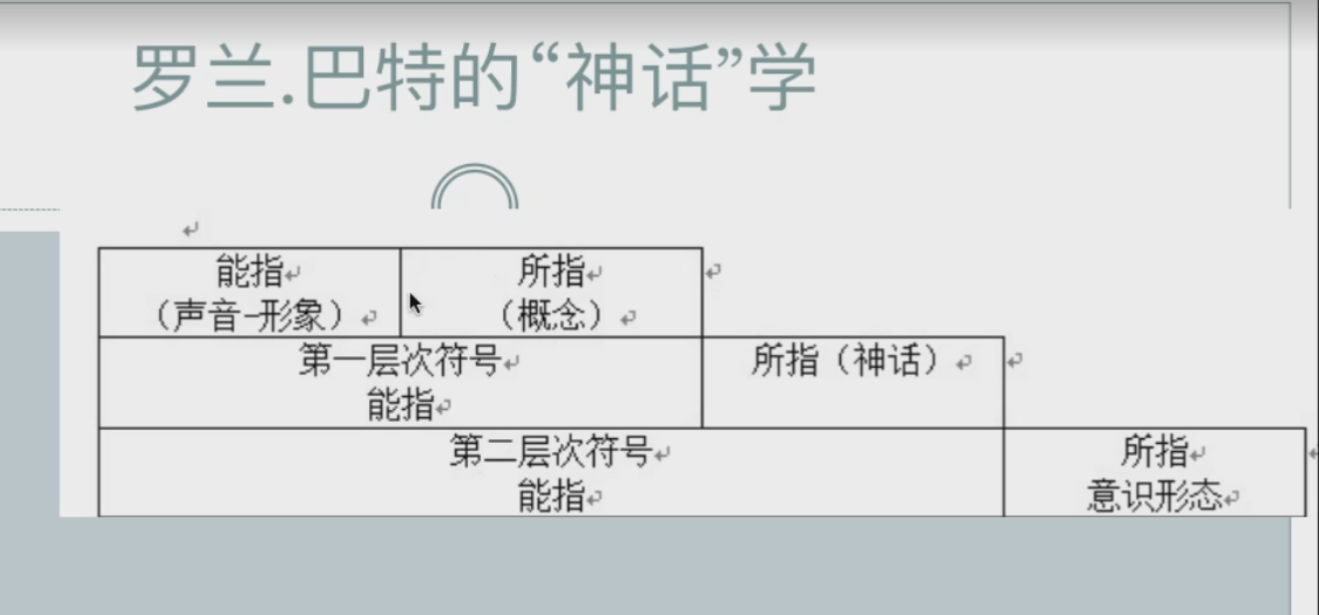 罗兰.巴特的“神话”学
能指 所指
（声音-形象） （概念）
第一层次符号 所指（神话）
能指
第二层次符号 所指
能指 意识形态